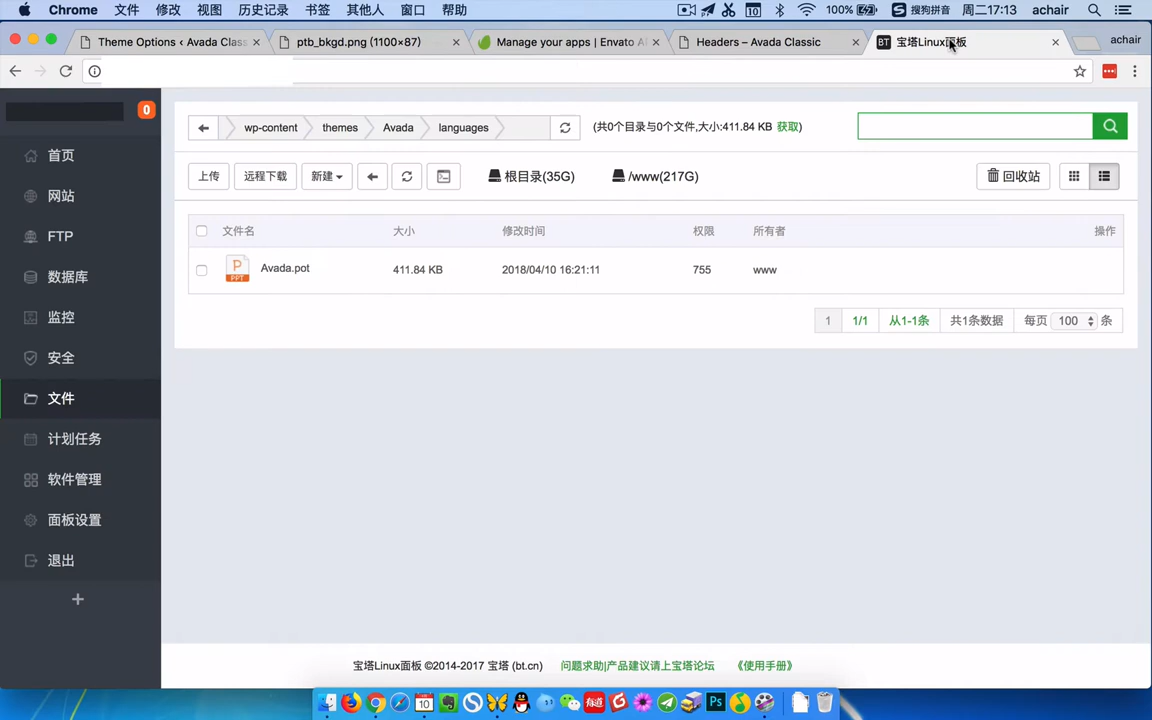 Chrome 文件 修改 视图 历史记录 书签 其他人 窗口 帮助 10 100% 搜狗拼音 周二17:13 achair
Theme Options ‹ Avada Clas ptb_bkgd.png (1100×87) Manage your apps | Envato A Headers – Avada Classic BT 宝塔Linux面板 achair
0
wp-content themes Avada languages (共0个目录与0个文件,大小:411.84 KB 获取)
上传 远程下载 新建 根目录(35G) /www(217G) 回收站
文件名 大小 修改时间 权限 所有者 操作
P PPT Avada.pot 411.84 KB 2018/04/10 16:21:11 755 www
1 1/1 从1-1条 共1条数据 每页 100 条
首页
网站
FTP
数据库
监控
安全
文件
计划任务
软件管理
面板设置
退出
+
宝塔Linux面板 ©2014-2017 宝塔 (bt.cn) 问题求助|产品建议请上宝塔论坛 《使用手册》
10 有道 Ps